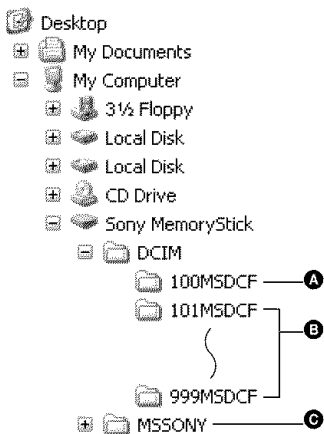 Desktop
My Documents
My Computer
3½ Floppy
Local Disk
Local Disk
CD Drive
Sony MemoryStick
DCIM
100MSDCF A
101MSDCF
B
999MSDCF
MSSONY C